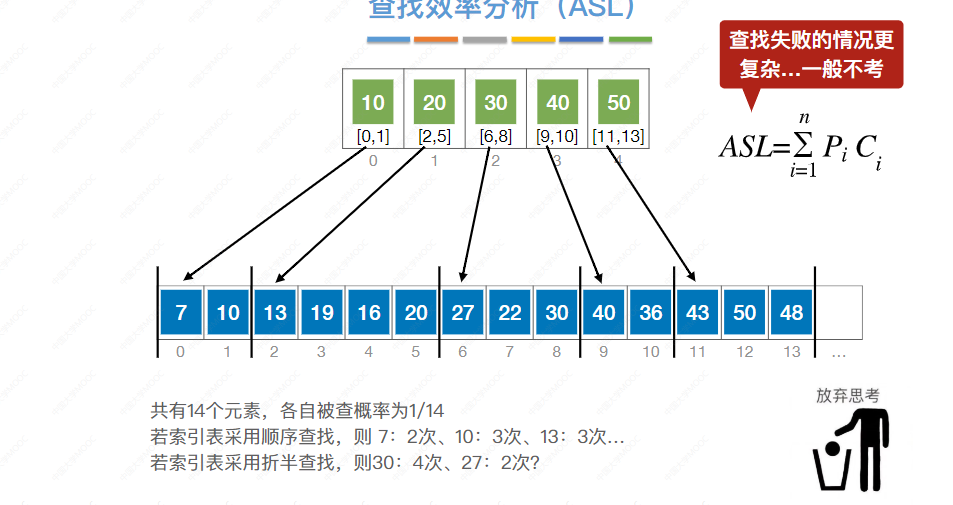 查找效率分析（ASL）
查找失败的情况更
复杂...一般不考
10 20 30 40 50
[0,1] [2,5] [6,8] [9,10] [11,13]
0 1 2 3 4
n
ASL=∑ Pi Ci
i=1
7 10 13 19 16 20 27 22 30 40 36 43 50 48
0 1 2 3 4 5 6 7 8 9 10 11 12 13 ...
放弃思考
共有14个元素，各自被查概率为1/14
若索引表采用顺序查找，则 7：2次、10：3次、13：3次...
若索引表采用折半查找，则30：4次、27：2次？